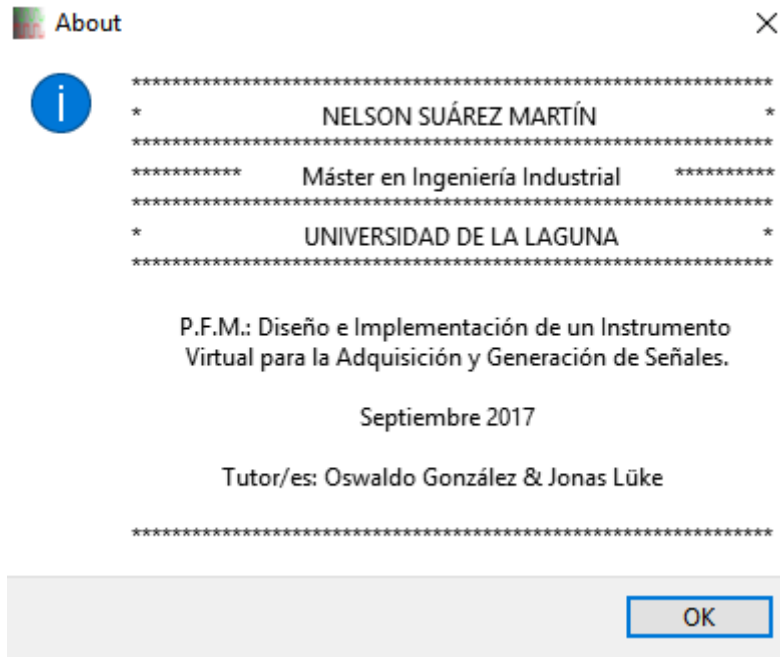 About
****************************************************************
* NELSON SUÁREZ MARTÍN *
****************************************************************
*********** Máster en Ingeniería Industrial **********
****************************************************************
* UNIVERSIDAD DE LA LAGUNA *
****************************************************************
P.F.M.: Diseño e Implementación de un Instrumento
Virtual para la Adquisición y Generación de Señales.
Septiembre 2017
Tutor/es: Oswaldo González & Jonas Lüke
****************************************************************
OK